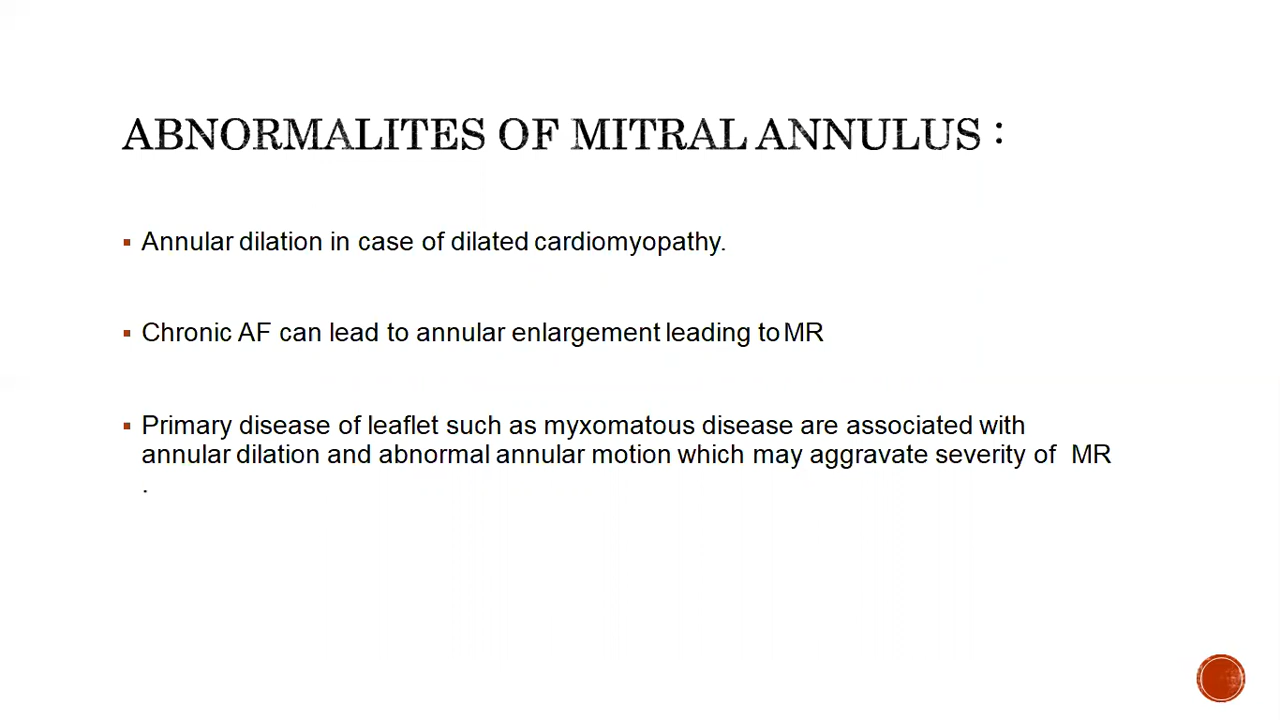 ABNORMALITES OF MITRAL ANNULUS :
▪ Annular dilation in case of dilated cardiomyopathy.
▪ Chronic AF can lead to annular enlargement leading to MR
▪ Primary disease of leaflet such as myxomatous disease are associated with
annular dilation and abnormal annular motion which may aggravate severity of MR
.